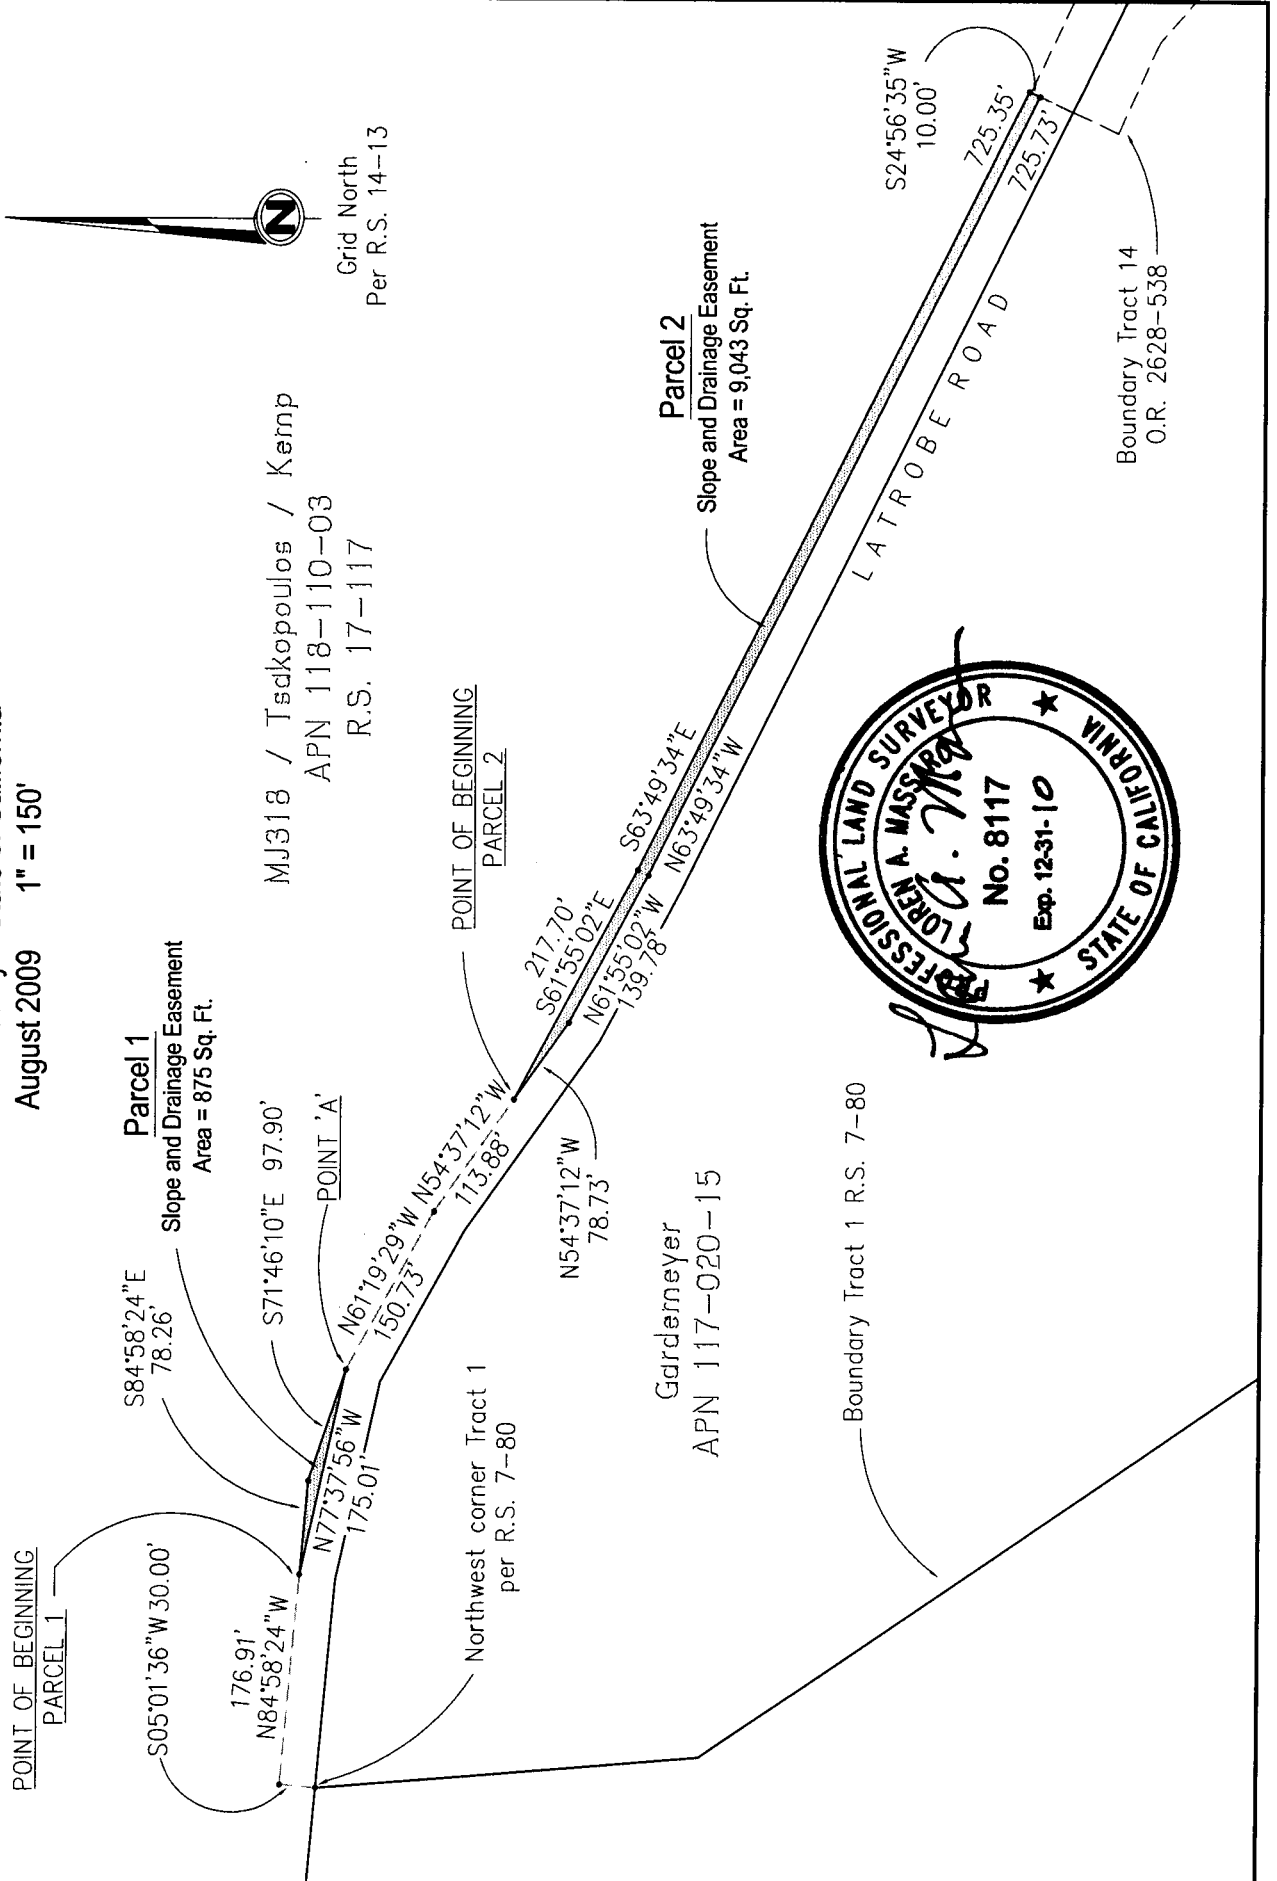 August 2009 1" = 150'
N
Grid North
Per R.S. 14-13
MJ318 / Tsakopoulos / Kemp
APN 118-110-03
R.S. 17-117
POINT OF BEGINNING
PARCEL 1
S05°01'36"W 30.00'
176.91'
N84°58'24"W
S84°58'24"E
78.26'
Parcel 1
Slope and Drainage Easement
Area = 875 Sq. Ft.
S71°46'10"E 97.90'
POINT 'A'
N77°37'56"W
175.01'
N61°19'29"W
150.73'
N54°37'12"W
113.88'
POINT OF BEGINNING
PARCEL 2
217.70'
S61°55'02"E
N61°55'02"W
139.78'
N54°37'12"W
78.73'
S63°49'34"E
N63°49'34"W
Parcel 2
Slope and Drainage Easement
Area = 9,043 Sq. Ft.
725.35'
725.73'
S24°56'35"W
10.00'
LATROBE ROAD
Boundary Tract 14
O.R. 2628-538
Northwest corner Tract 1
per R.S. 7-80
Gardemeyer
APN 117-020-15
Boundary Tract 1 R.S. 7-80
PROFESSIONAL LAND SURVEYOR
LOREN A. MASSARO
No. 8117
Exp. 12-31-10
STATE OF CALIFORNIA